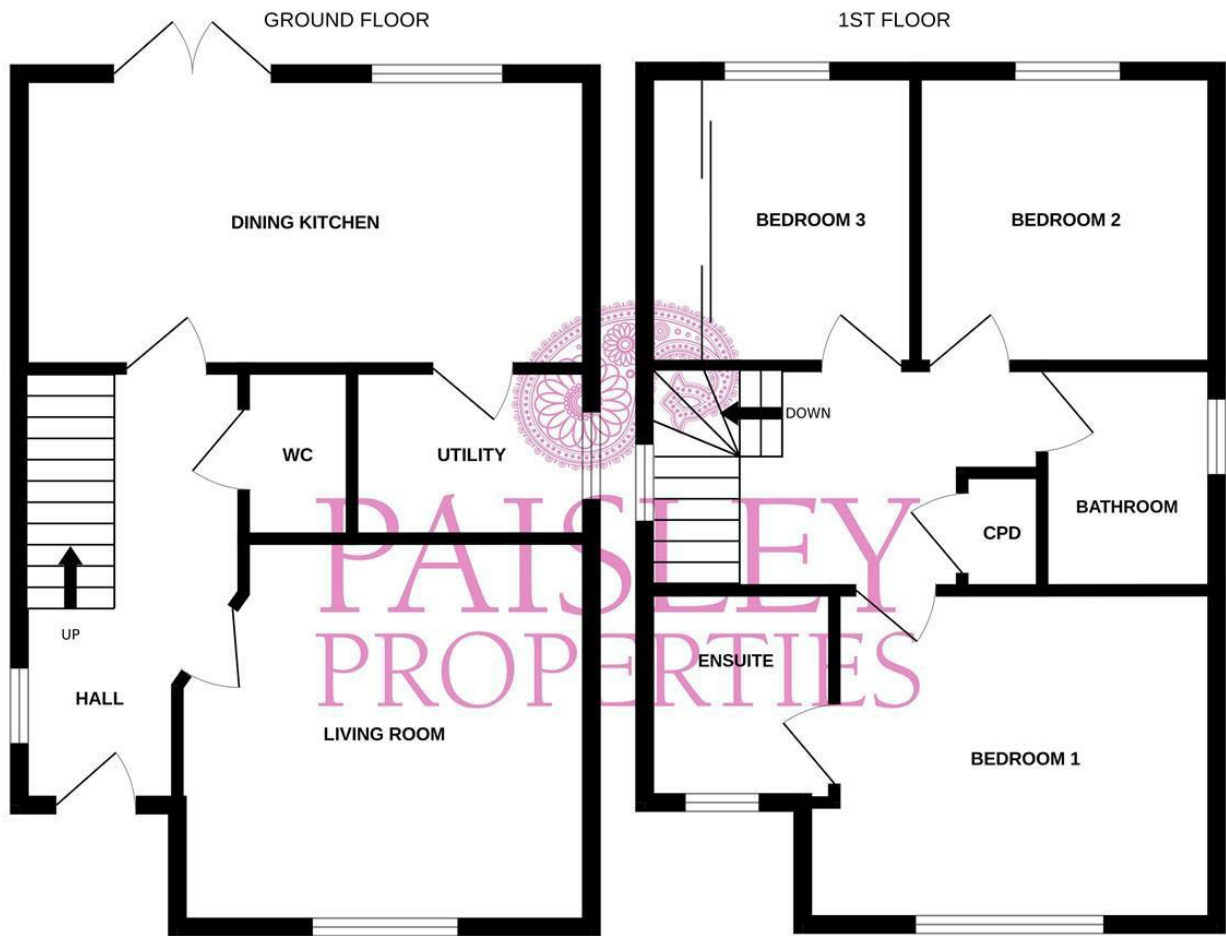 GROUND FLOOR
DINING KITCHEN
WC
UTILITY
UP
HALL
LIVING ROOM
1ST FLOOR
BEDROOM 3
BEDROOM 2
DOWN
BATHROOM
CPD
ENSUITE
BEDROOM 1
PAISLEY
PROPERTIES